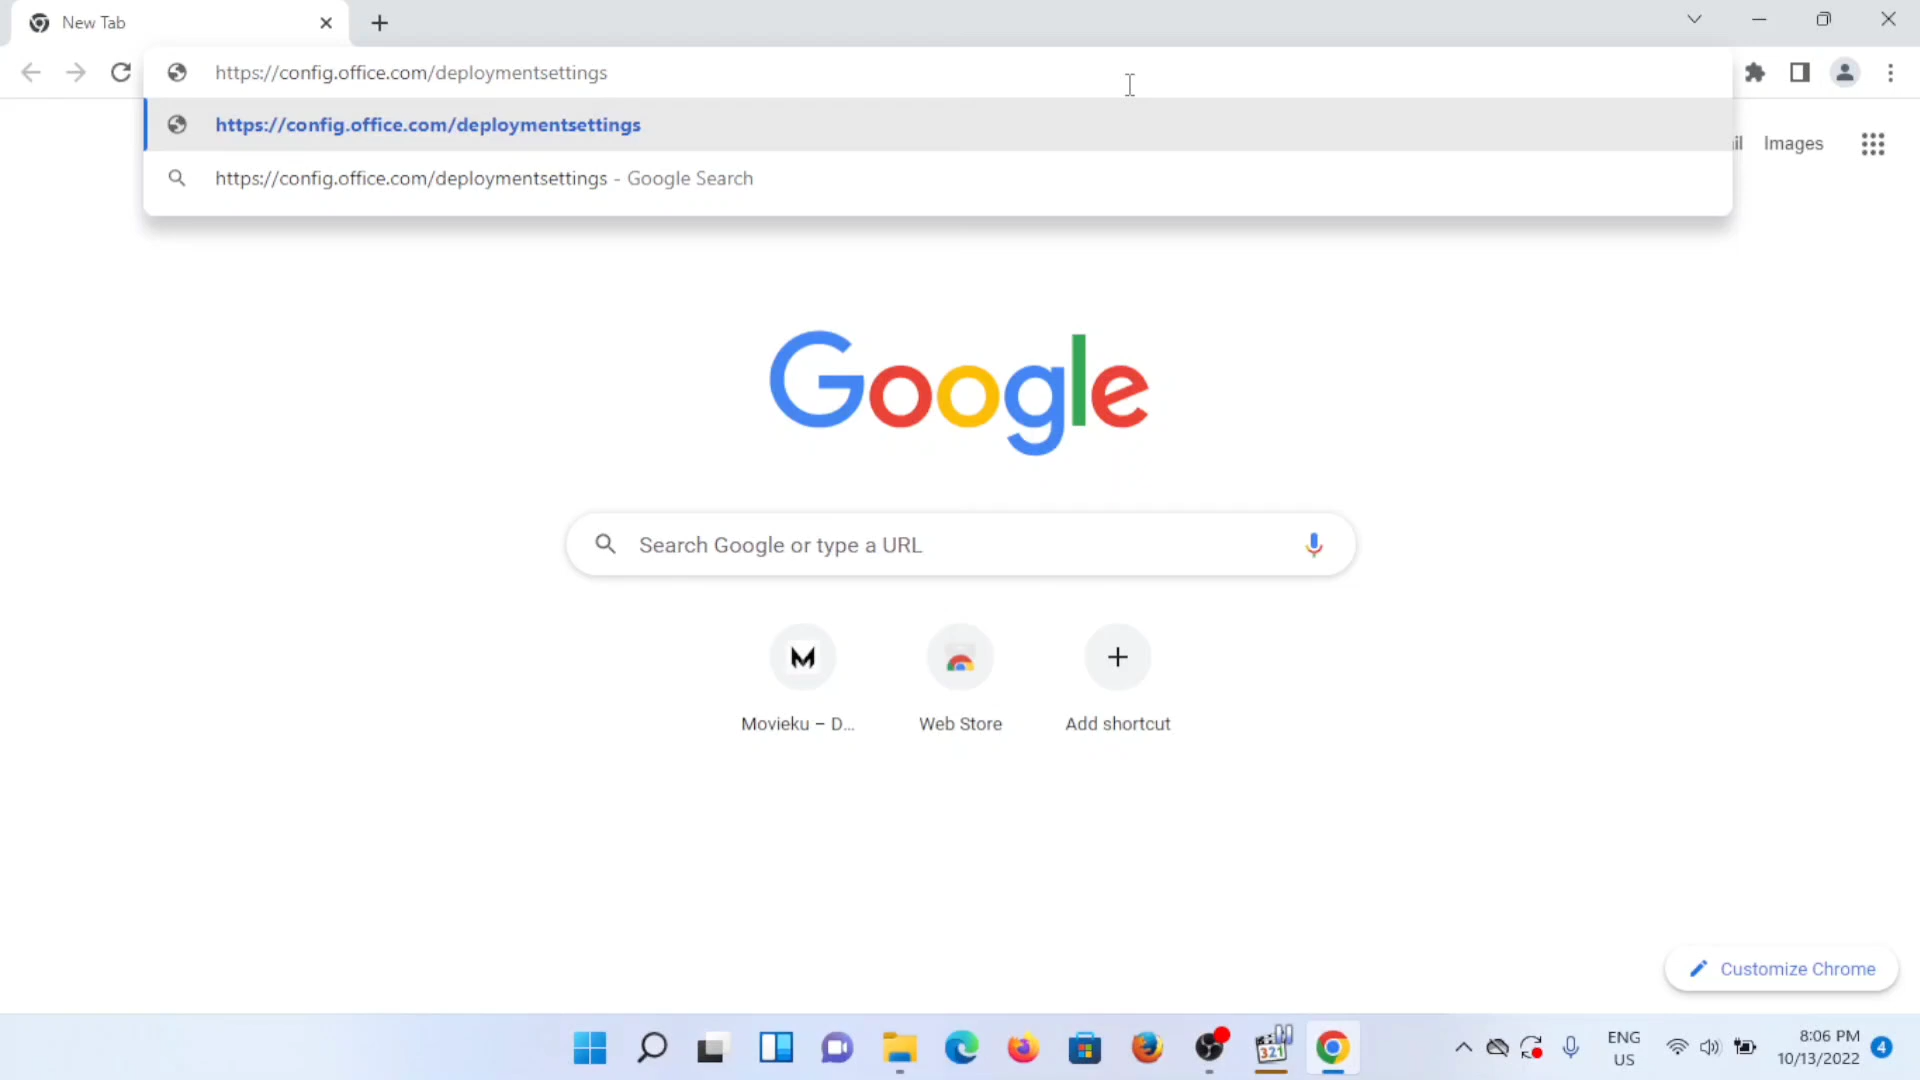 New Tab
https://config.office.com/deploymentsettings
https://config.office.com/deploymentsettings
https://config.office.com/deploymentsettings - Google Search
il Images
Google
Search Google or type a URL
Movieku – D... Web Store Add shortcut
Customize Chrome
321
ENG
US
8:06 PM
10/13/2022
4